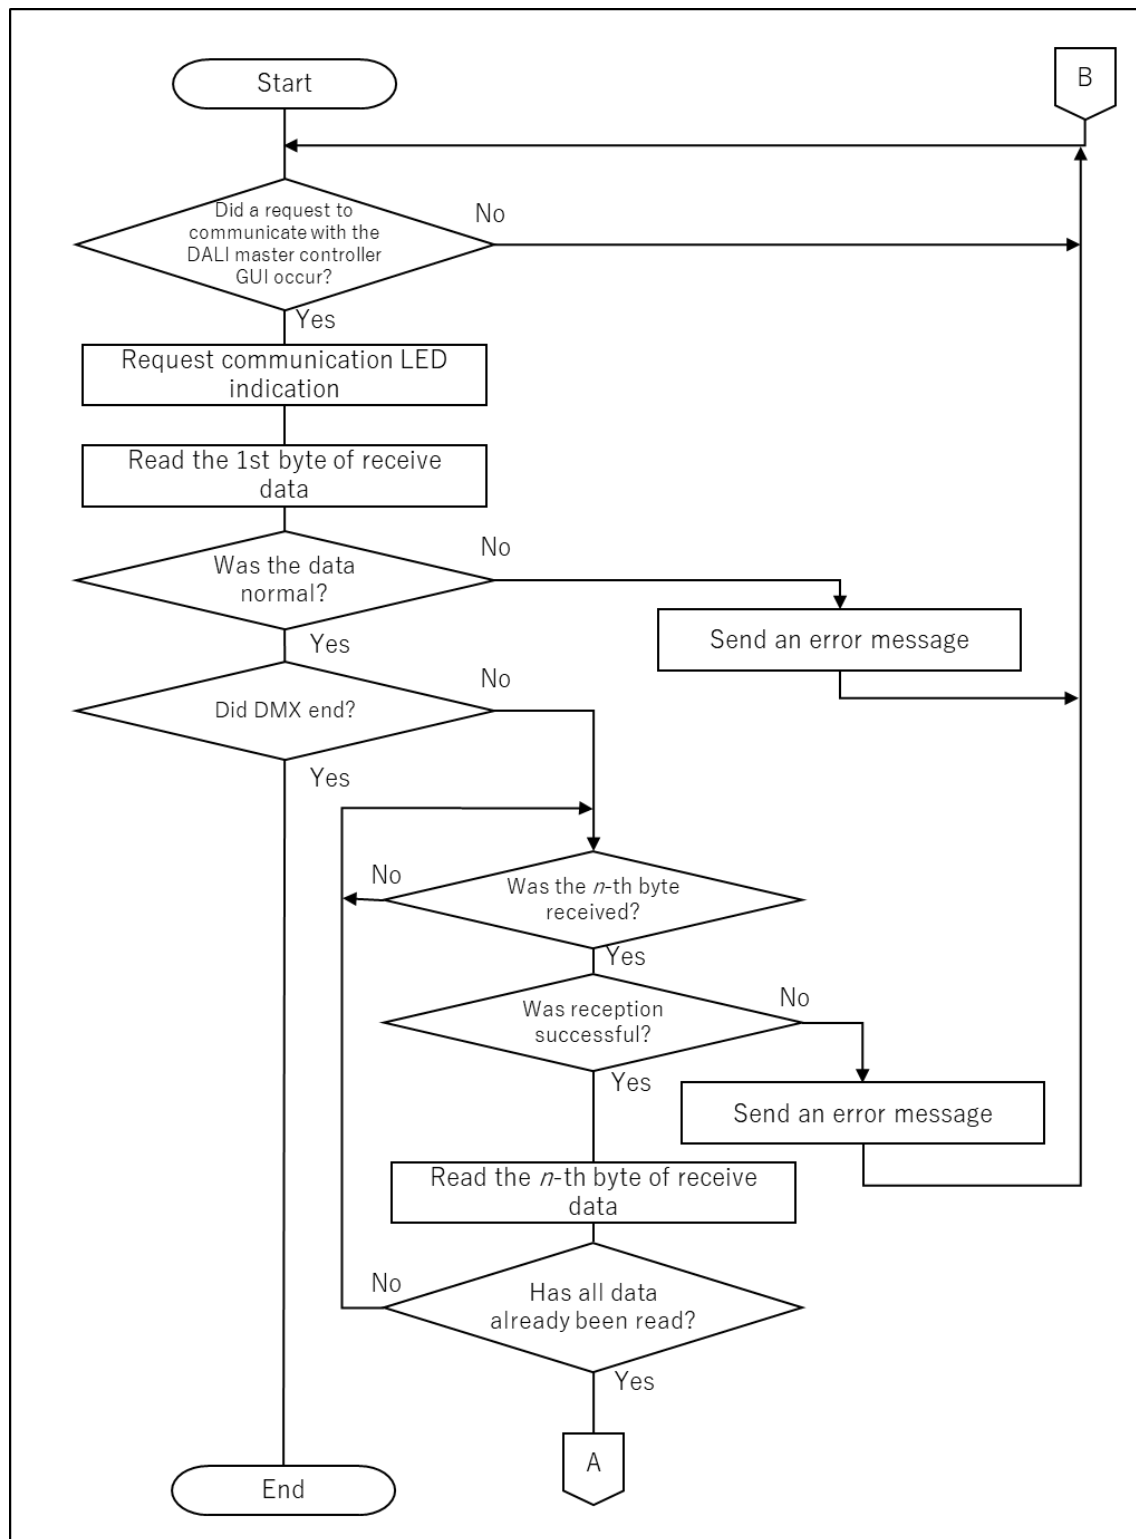 Start
B
Did a request to
communicate with the
DALI master controller
GUI occur?
No
Yes
Request communication LED
indication
Read the 1st byte of receive
data
Was the data
normal?
No
Send an error message
Yes
Did DMX end?
No
Yes
Was the n-th byte
received?
No
Yes
Was reception
successful?
No
Yes
Send an error message
Read the n-th byte of receive
data
Has all data
already been read?
No
Yes
A
End